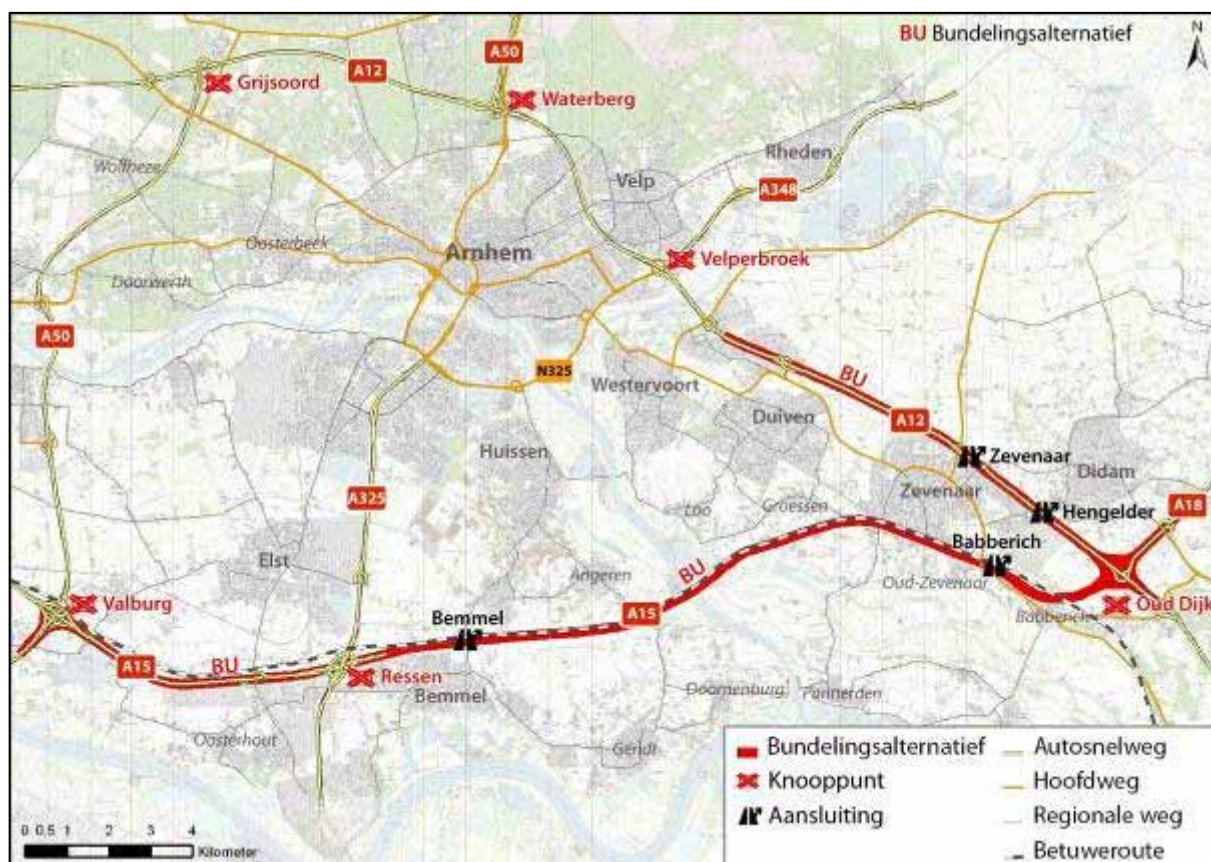 BU Bundelingsalternatief
N
A50
Grijsoord
A12
Waterberg
Rheden
Wolfheze
Velp
A348
Oosterbeek
Arnhem
Velperbroek
Doorwerth
A50
N325
Westervoort
BU
Duiven
A12
Huissen
Zevenaar
Didam
A325
Zevenaar
Loo
Groessen
Hengelder
A18
Babberich
Elst
Angeren
BU
Oud-Zevenaar
Valburg
Bemmel
A15
Babberich
Oud Dijk
A15
BU
Ressen
Bemmel
Doornenburg
Pannerden
Oosterhout
Gendt
Bundelingsalternatief
Knooppunt
Aansluiting
Autosnelweg
Hoofdweg
Regionale weg
Betuweroute
0 0.5 1 2 3 4
Kilometer